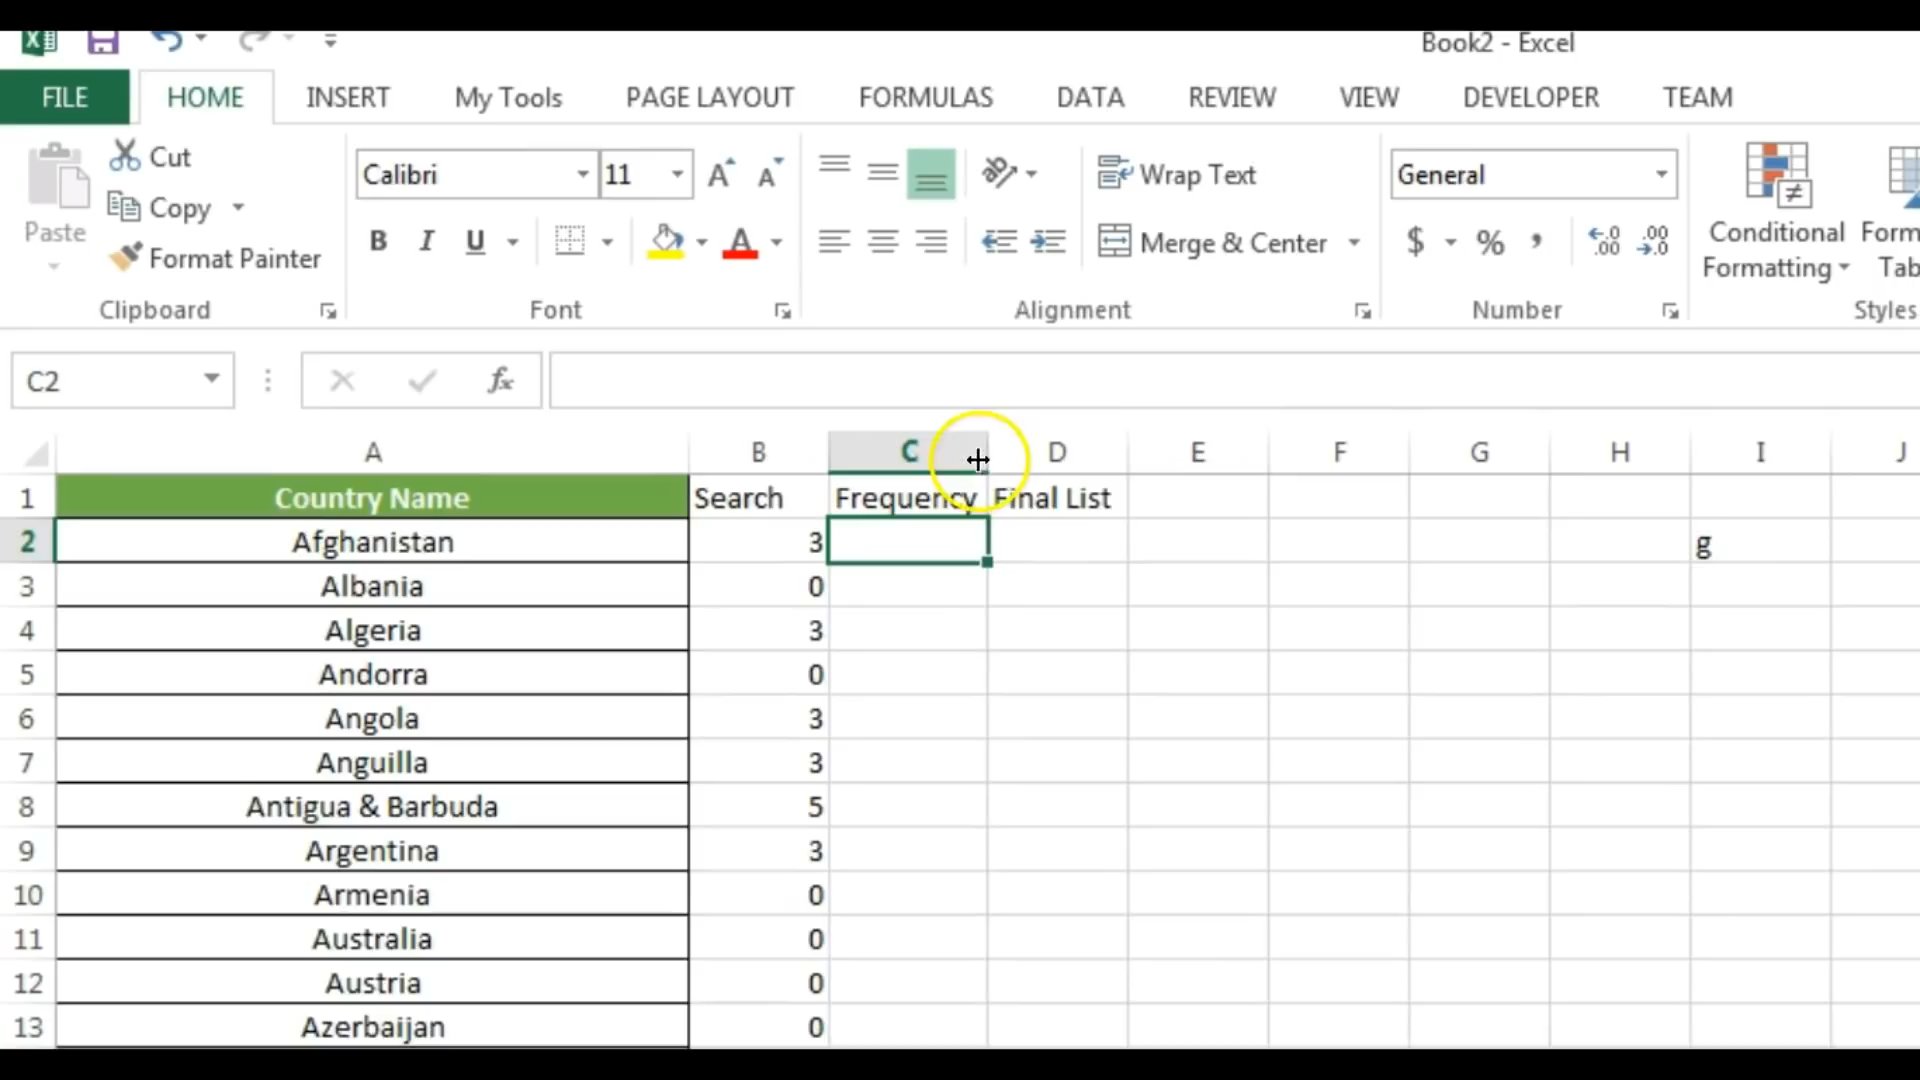 Book2 - Excel
FILE HOME INSERT My Tools PAGE LAYOUT FORMULAS DATA REVIEW VIEW DEVELOPER TEAM
Paste
Cut
Copy
Format Painter
Clipboard
Calibri 11
B I U
Font
Wrap Text
Merge & Center
Alignment
General
$ % ,
Number
Conditional
Formatting
Styles
C2 fx
A B C D E F G H I J
1 Country Name Search Frequency Final List
2 Afghanistan 3 g
3 Albania 0
4 Algeria 3
5 Andorra 0
6 Angola 3
7 Anguilla 3
8 Antigua & Barbuda 5
9 Argentina 3
10 Armenia 0
11 Australia 0
12 Austria 0
13 Azerbaijan 0